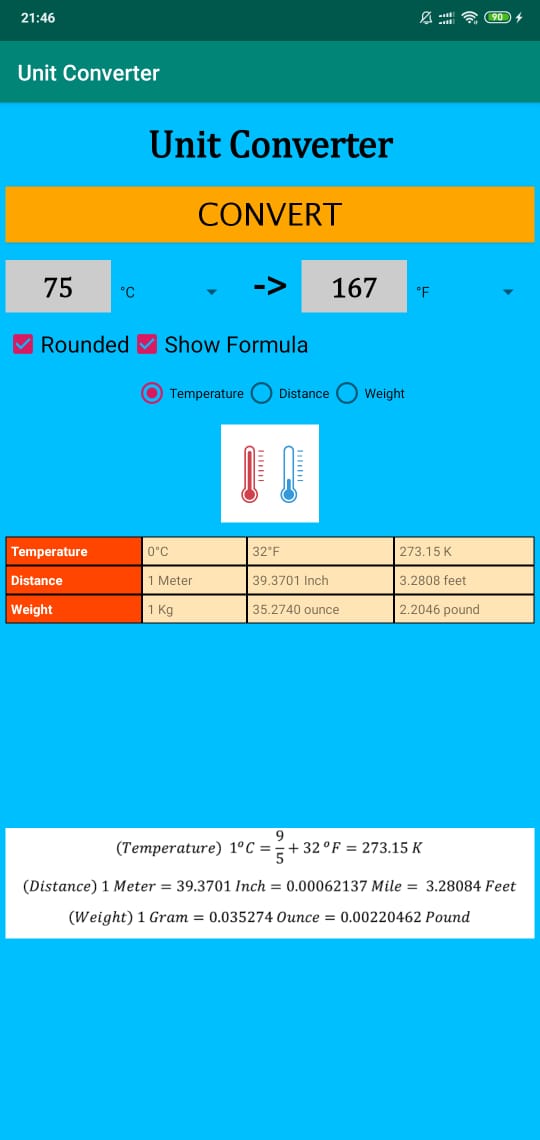 21:46
90
Unit Converter
Unit Converter
CONVERT
75 °C -> 167 °F
Rounded Show Formula
Temperature Distance Weight
Temperature 0°C 32°F 273.15 K
Distance 1 Meter 39.3701 Inch 3.2808 feet
Weight 1 Kg 35.2740 ounce 2.2046 pound
(Temperature) 1°C = 9/5 + 32 °F = 273.15 K
(Distance) 1 Meter = 39.3701 Inch = 0.00062137 Mile = 3.28084 Feet
(Weight) 1 Gram = 0.035274 Ounce = 0.00220462 Pound